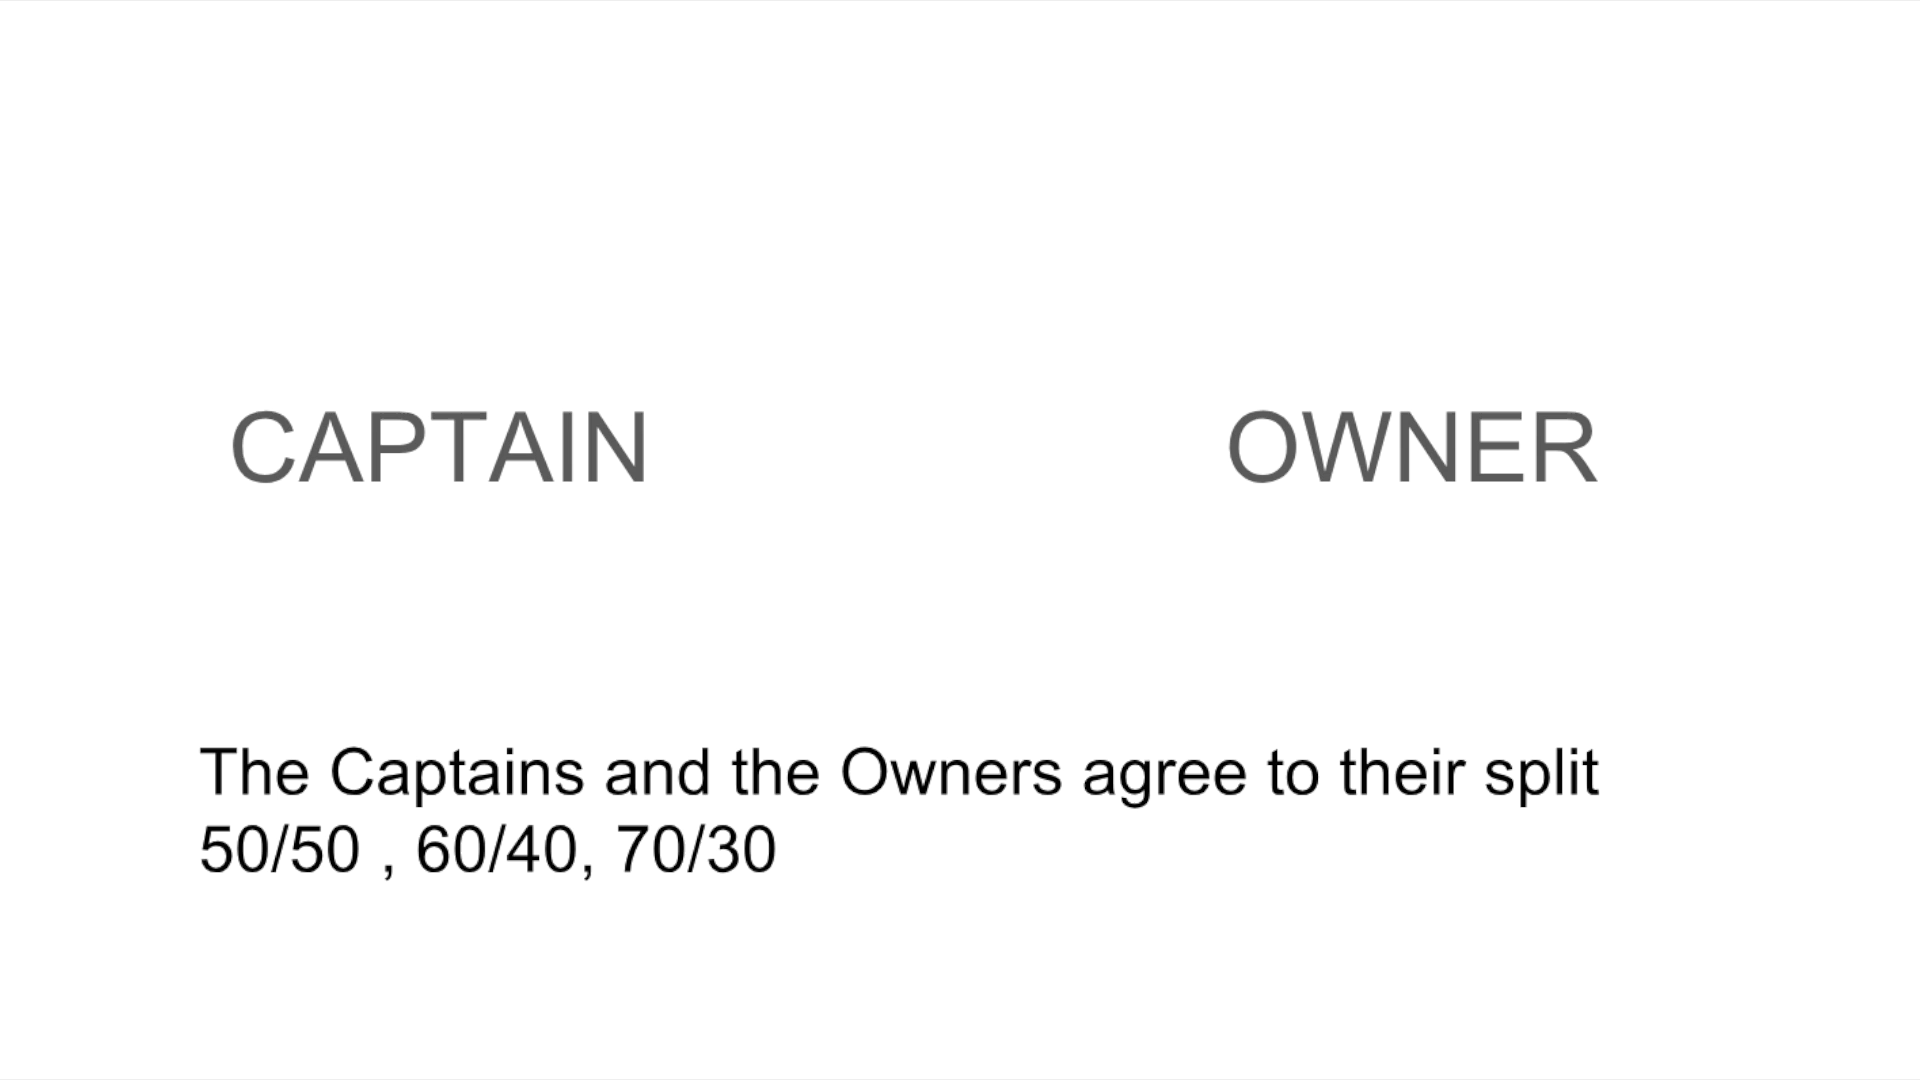 CAPTAIN OWNER
The Captains and the Owners agree to their split
50/50 , 60/40, 70/30